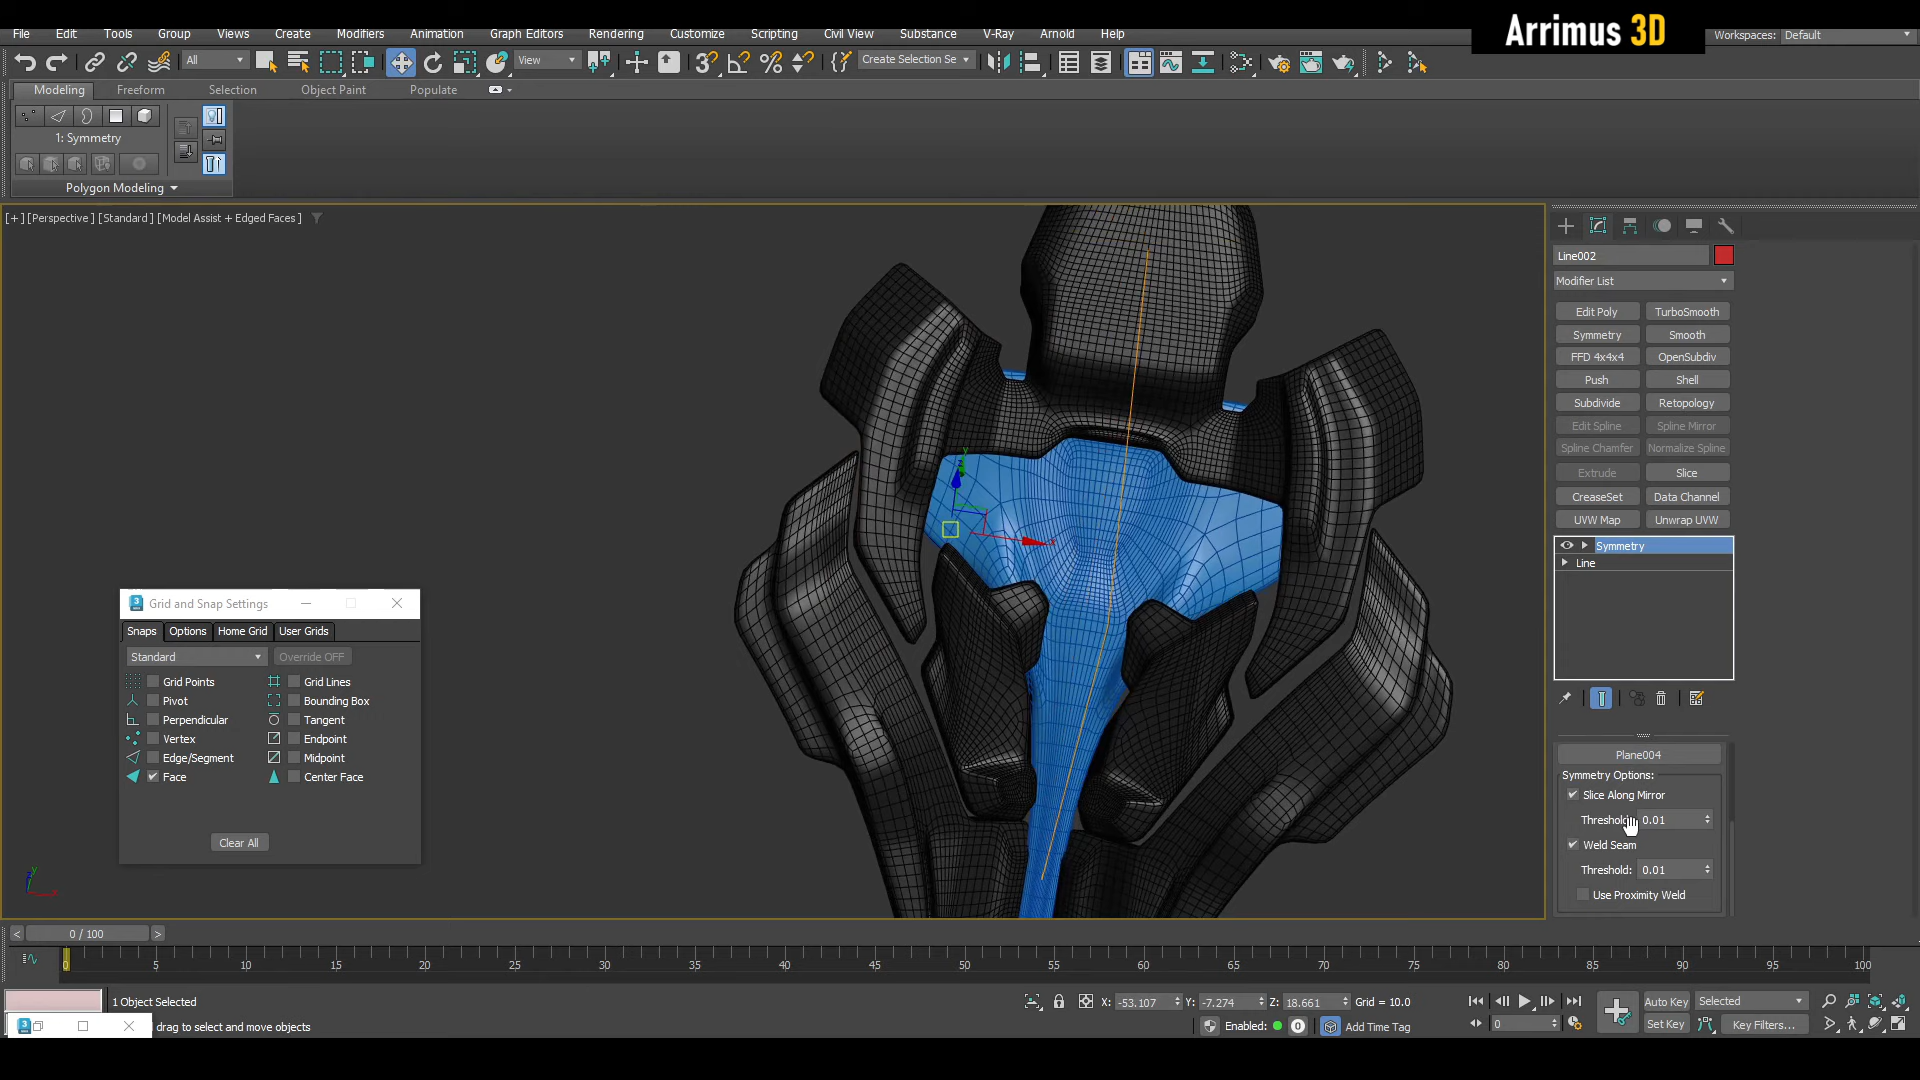 Arrimus 3D
File Edit Tools Group Views Create Modifiers Animation Graph Editors Rendering Customize Scripting Civil View Substance V-Ray Arnold Help
Workspaces: Default
All View Create Selection Se
Modeling Freeform Selection Object Paint Populate
1: Symmetry
Polygon Modeling
[+] [Perspective] [Standard] [Model Assist + Edged Faces]
Line002
Modifier List
Edit Poly TurboSmooth
Symmetry Smooth
FFD 4x4x4 OpenSubdiv
Push Shell
Subdivide Retopology
Edit Spline Spline Mirror
Spline Chamfer Normalize Spline
Extrude Slice
CreaseSet Data Channel
UVW Map Unwrap UVW
Symmetry
Line
Plane004
Symmetry Options:
Slice Along Mirror
Threshold: 0.01
Weld Seam
Threshold: 0.01
Use Proximity Weld
3 Grid and Snap Settings
Snaps Options Home Grid User Grids
Standard Override OFF
Grid Points Grid Lines
Pivot Bounding Box
Perpendicular Tangent
Vertex Endpoint
Edge/Segment Midpoint
Face Center Face
Clear All
y
x
y
x
< 0 / 100 >
0 5 10 15 20 25 30 35 40 45 50 55 60 65 70 75 80 85 90 95 100
1 Object Selected
X: -53.107 Y: -7.274 Z: 18.661 Grid = 10.0
Auto Key Selected
drag to select and move objects
Enabled: 0 Add Time Tag
0
Set Key Key Filters...